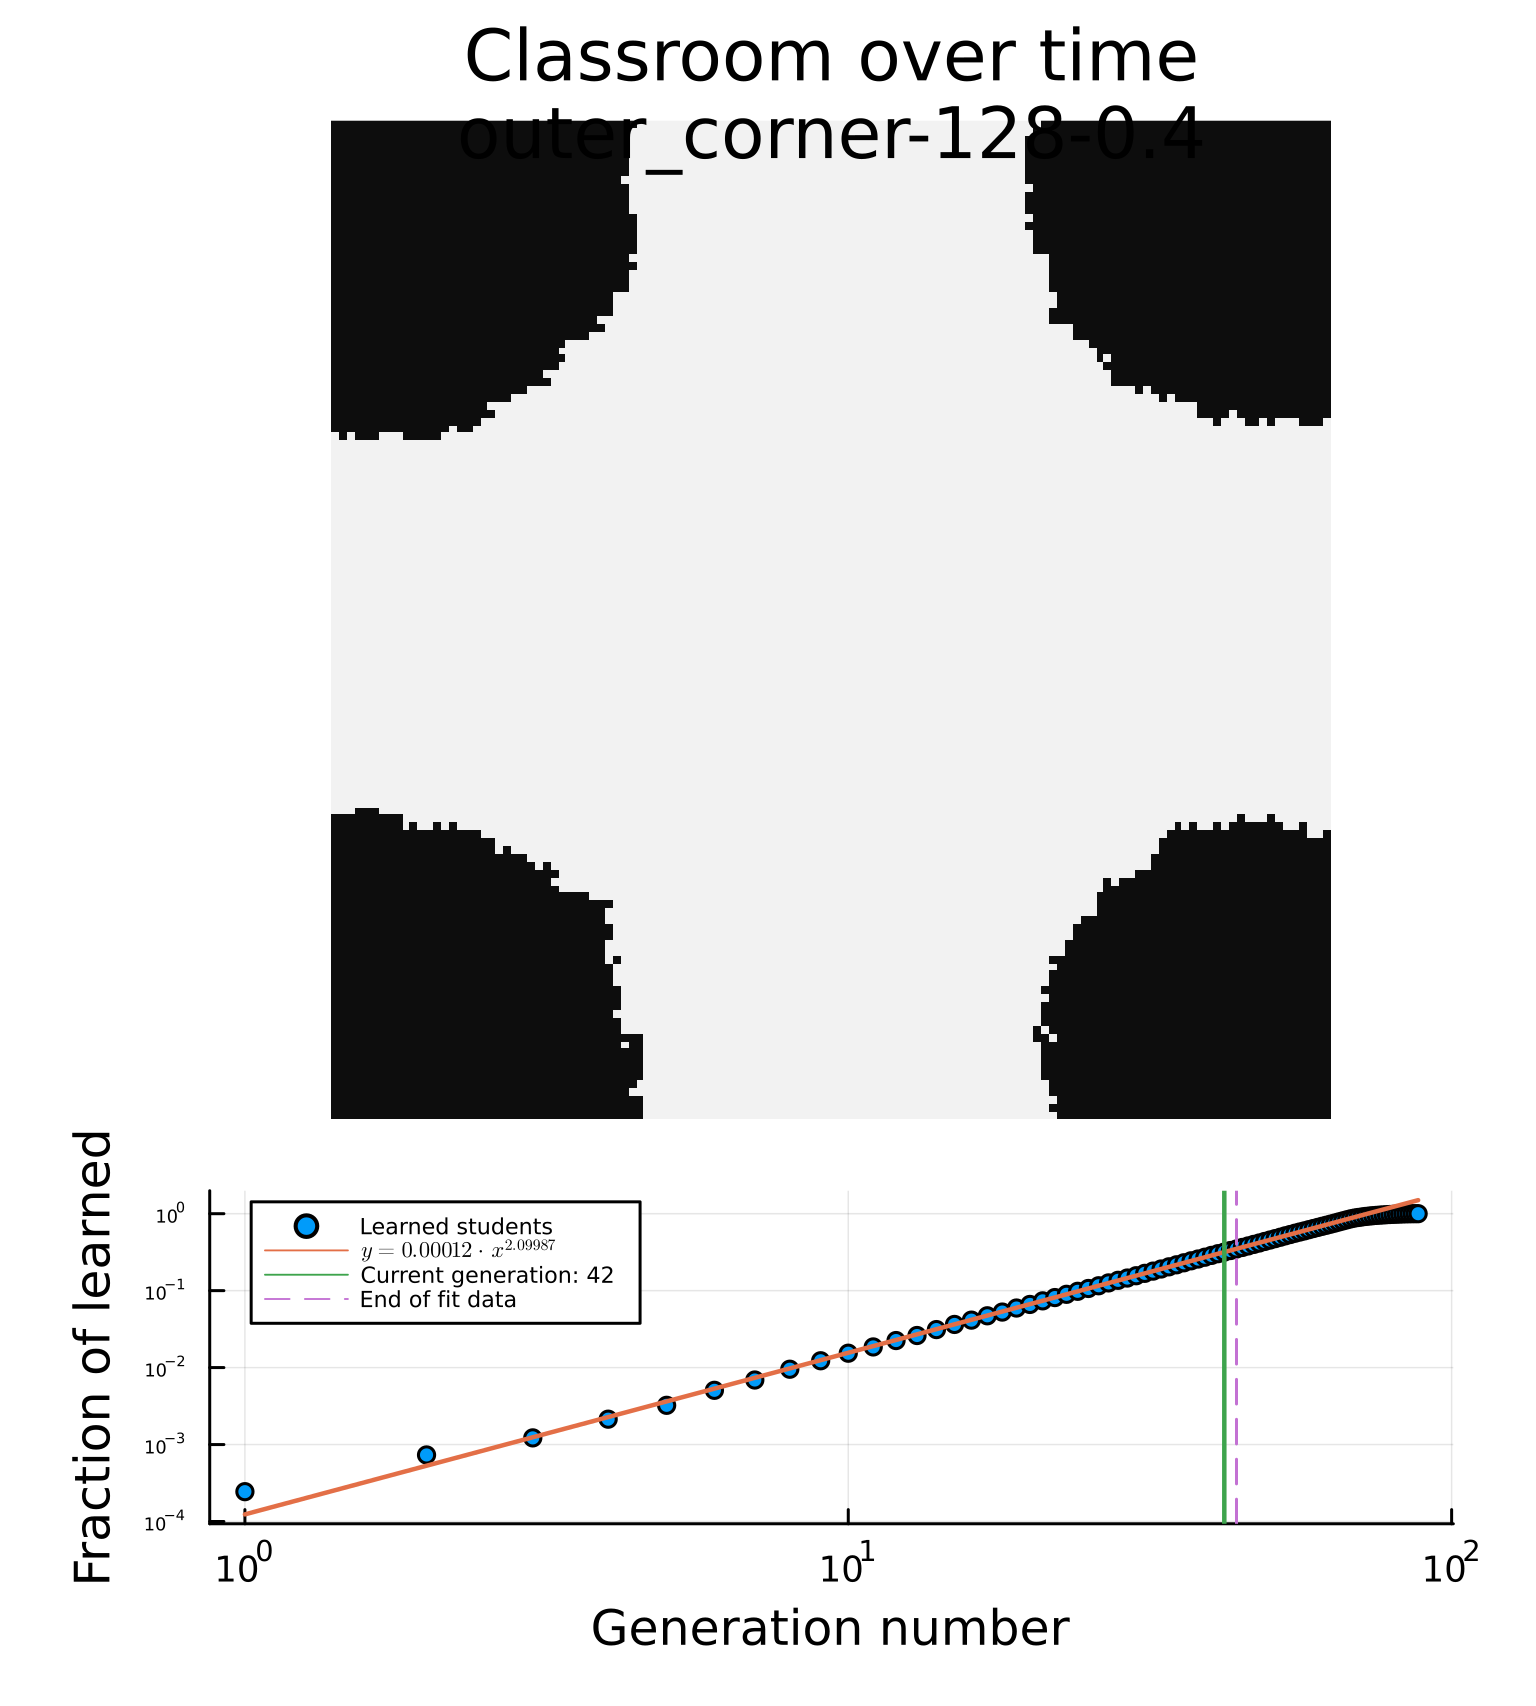 Classroom over time
outer_corner-128-0.4
Fraction of learned
10^0
10^-1
10^-2
10^-3
10^-4
Learned students
y = 0.00012 · x^2.09987
Current generation: 42
End of fit data
10^0 10^1 10^2
Generation number